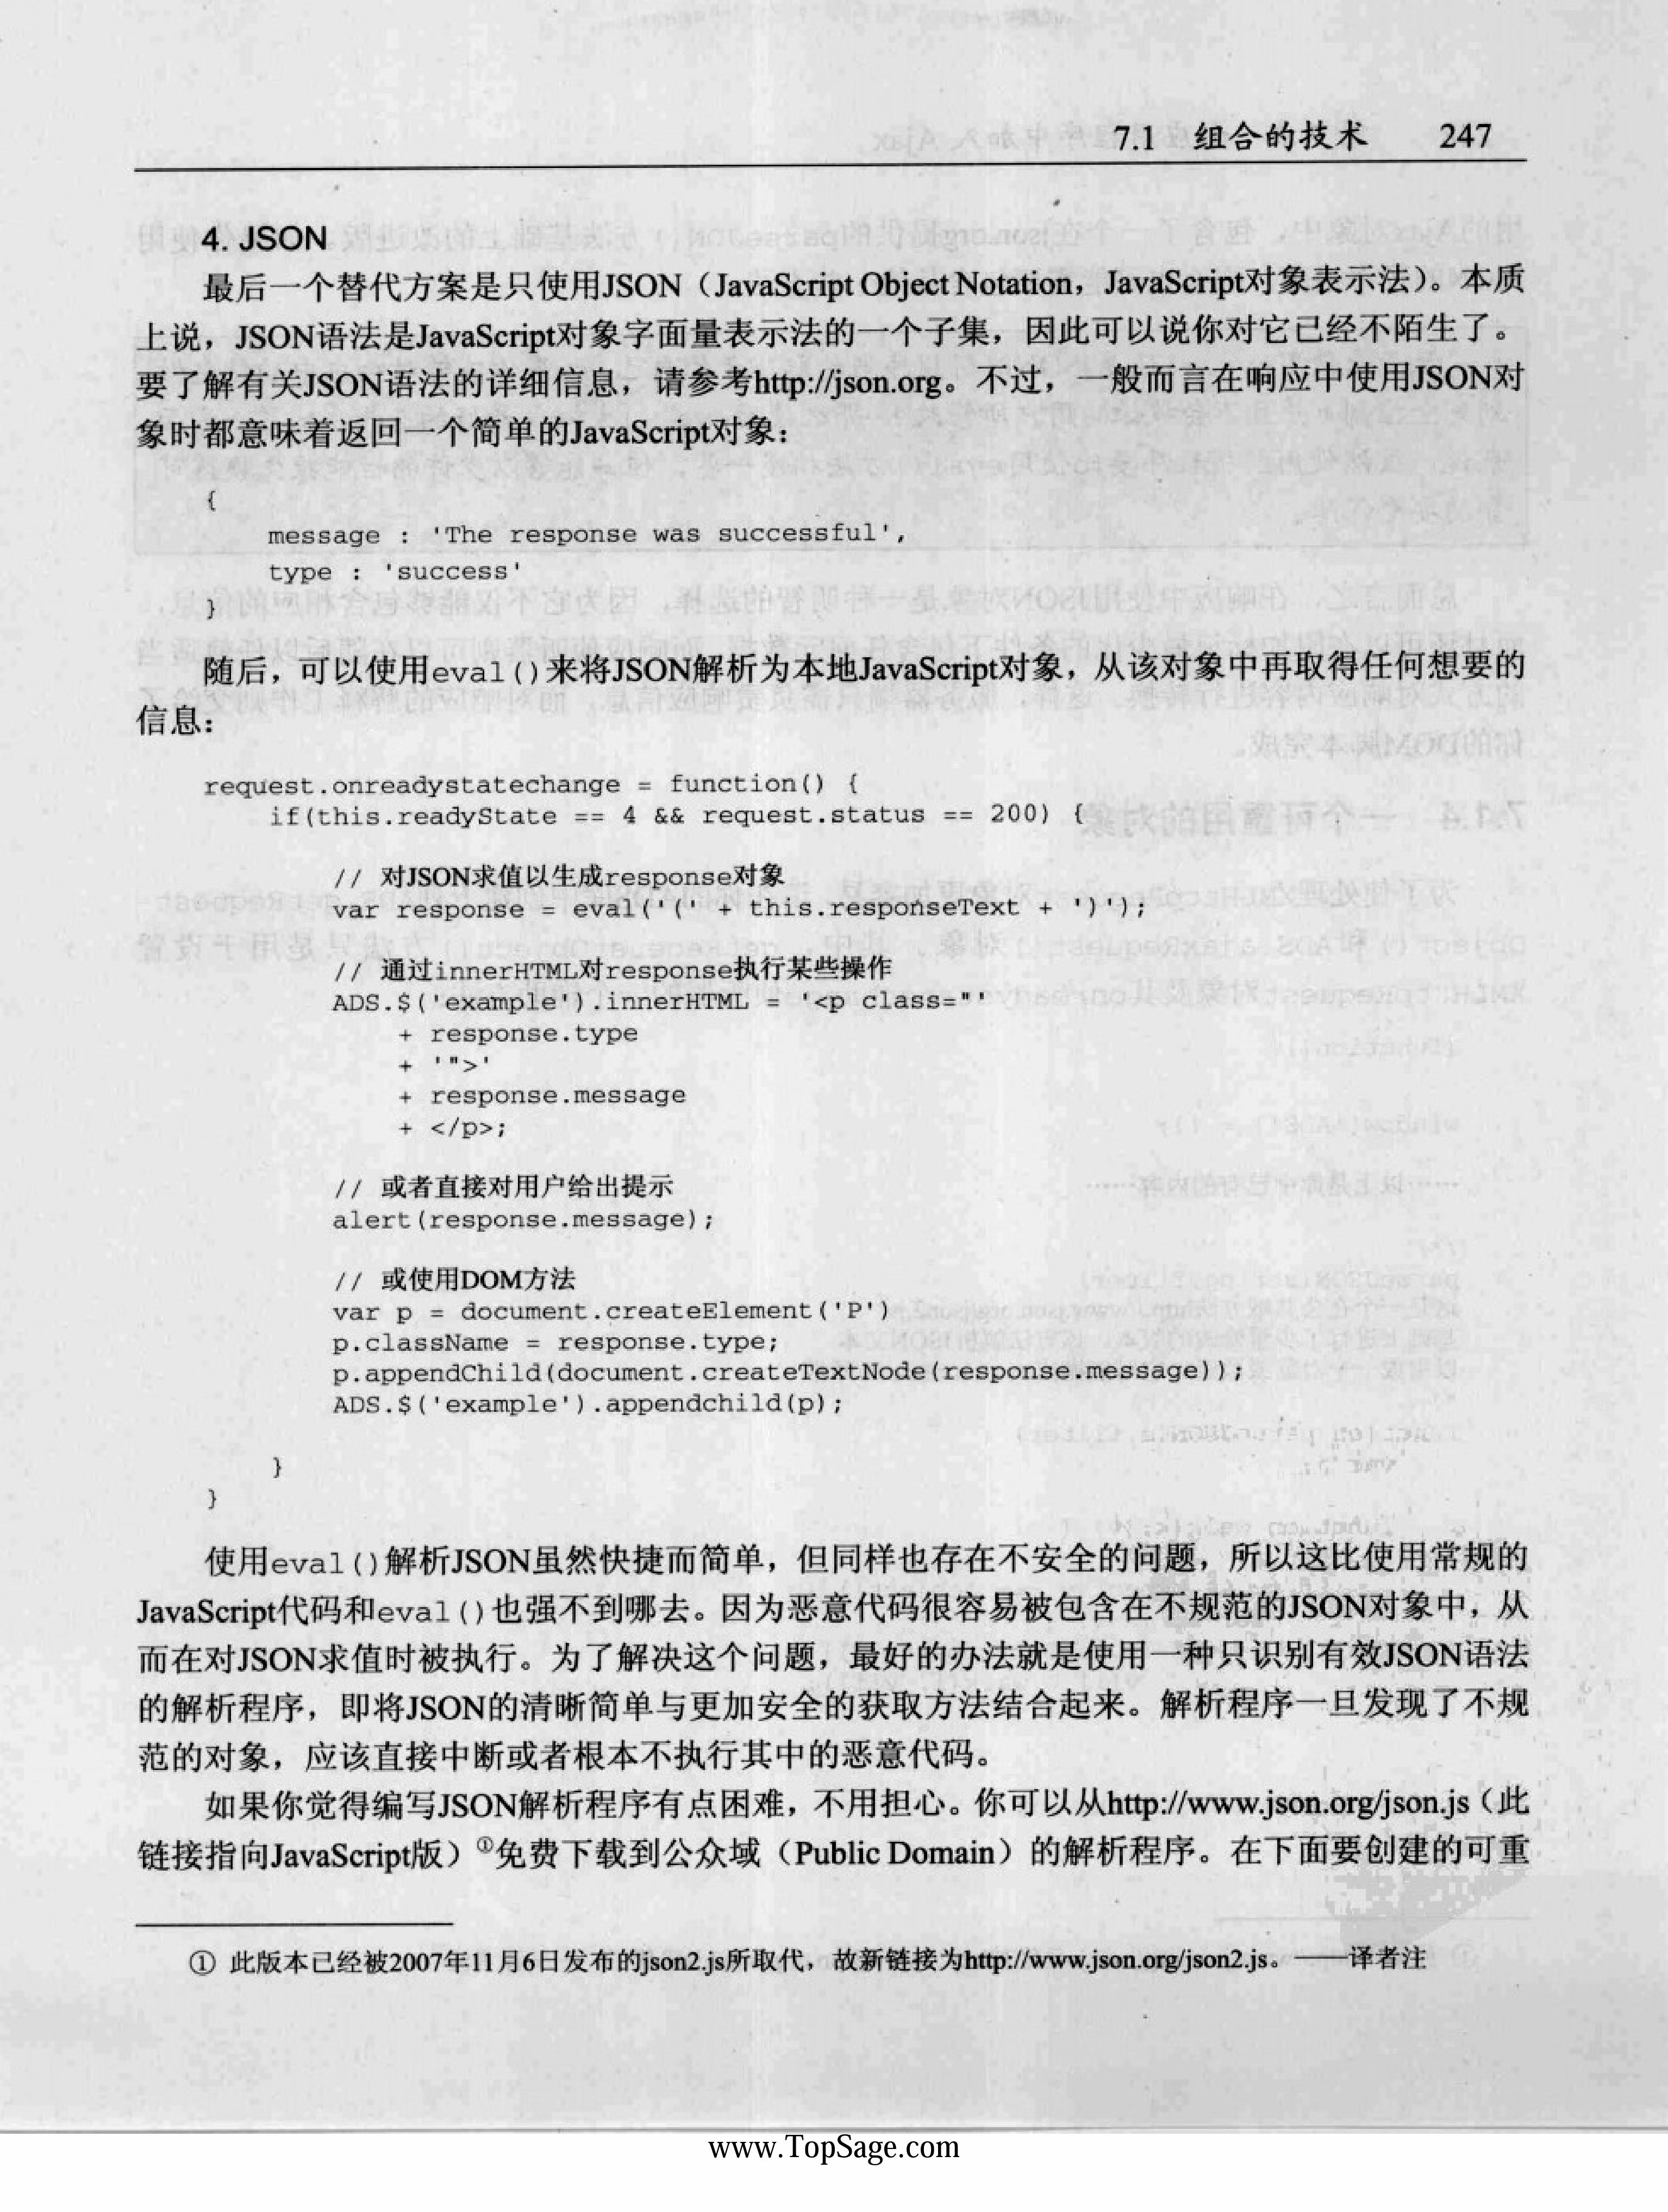 7.1 组合的技术 247
4. JSON
最后一个替代方案是只使用JSON（JavaScript Object Notation，JavaScript对象表示法）。本质
上说，JSON语法是JavaScript对象字面量表示法的一个子集，因此可以说你对它已经不陌生了。
要了解有关JSON语法的详细信息，请参考http://json.org。不过，一般而言在响应中使用JSON对
象时都意味着返回一个简单的JavaScript对象：
{
    message : 'The response was successful',
    type : 'success'
}
随后，可以使用eval()来将JSON解析为本地JavaScript对象，从该对象中再取得任何想要的
信息：
request.onreadystatechange = function() {
    if(this.readyState == 4 && request.status == 200) {
        // 对JSON求值以生成response对象
        var response = eval('(' + this.responseText + ')');
        // 通过innerHTML对response执行某些操作
        ADS.$('example').innerHTML = '<p class="'
            + response.type
            + '">'
            + response.message
            + </p>;
        // 或者直接对用户给出提示
        alert(response.message);
        // 或使用DOM方法
        var p = document.createElement('P')
        p.className = response.type;
        p.appendChild(document.createTextNode(response.message));
        ADS.$('example').appendchild(p);
    }
}
使用eval()解析JSON虽然快捷而简单，但同样也存在不安全的问题，所以这比使用常规的
JavaScript代码和eval()也强不到哪去。因为恶意代码很容易被包含在不规范的JSON对象中，从
而在对JSON求值时被执行。为了解决这个问题，最好的办法就是使用一种只识别有效JSON语法
的解析程序，即将JSON的清晰简单与更加安全的获取方法结合起来。解析程序一旦发现了不规
范的对象，应该直接中断或者根本不执行其中的恶意代码。
如果你觉得编写JSON解析程序有点困难，不用担心。你可以从http://www.json.org/json.js（此
链接指向JavaScript版）①免费下载到公众域（Public Domain）的解析程序。在下面要创建的可重
① 此版本已经被2007年11月6日发布的json2.js所取代，故新链接为http://www.json.org/json2.js。——译者注
www.TopSage.com